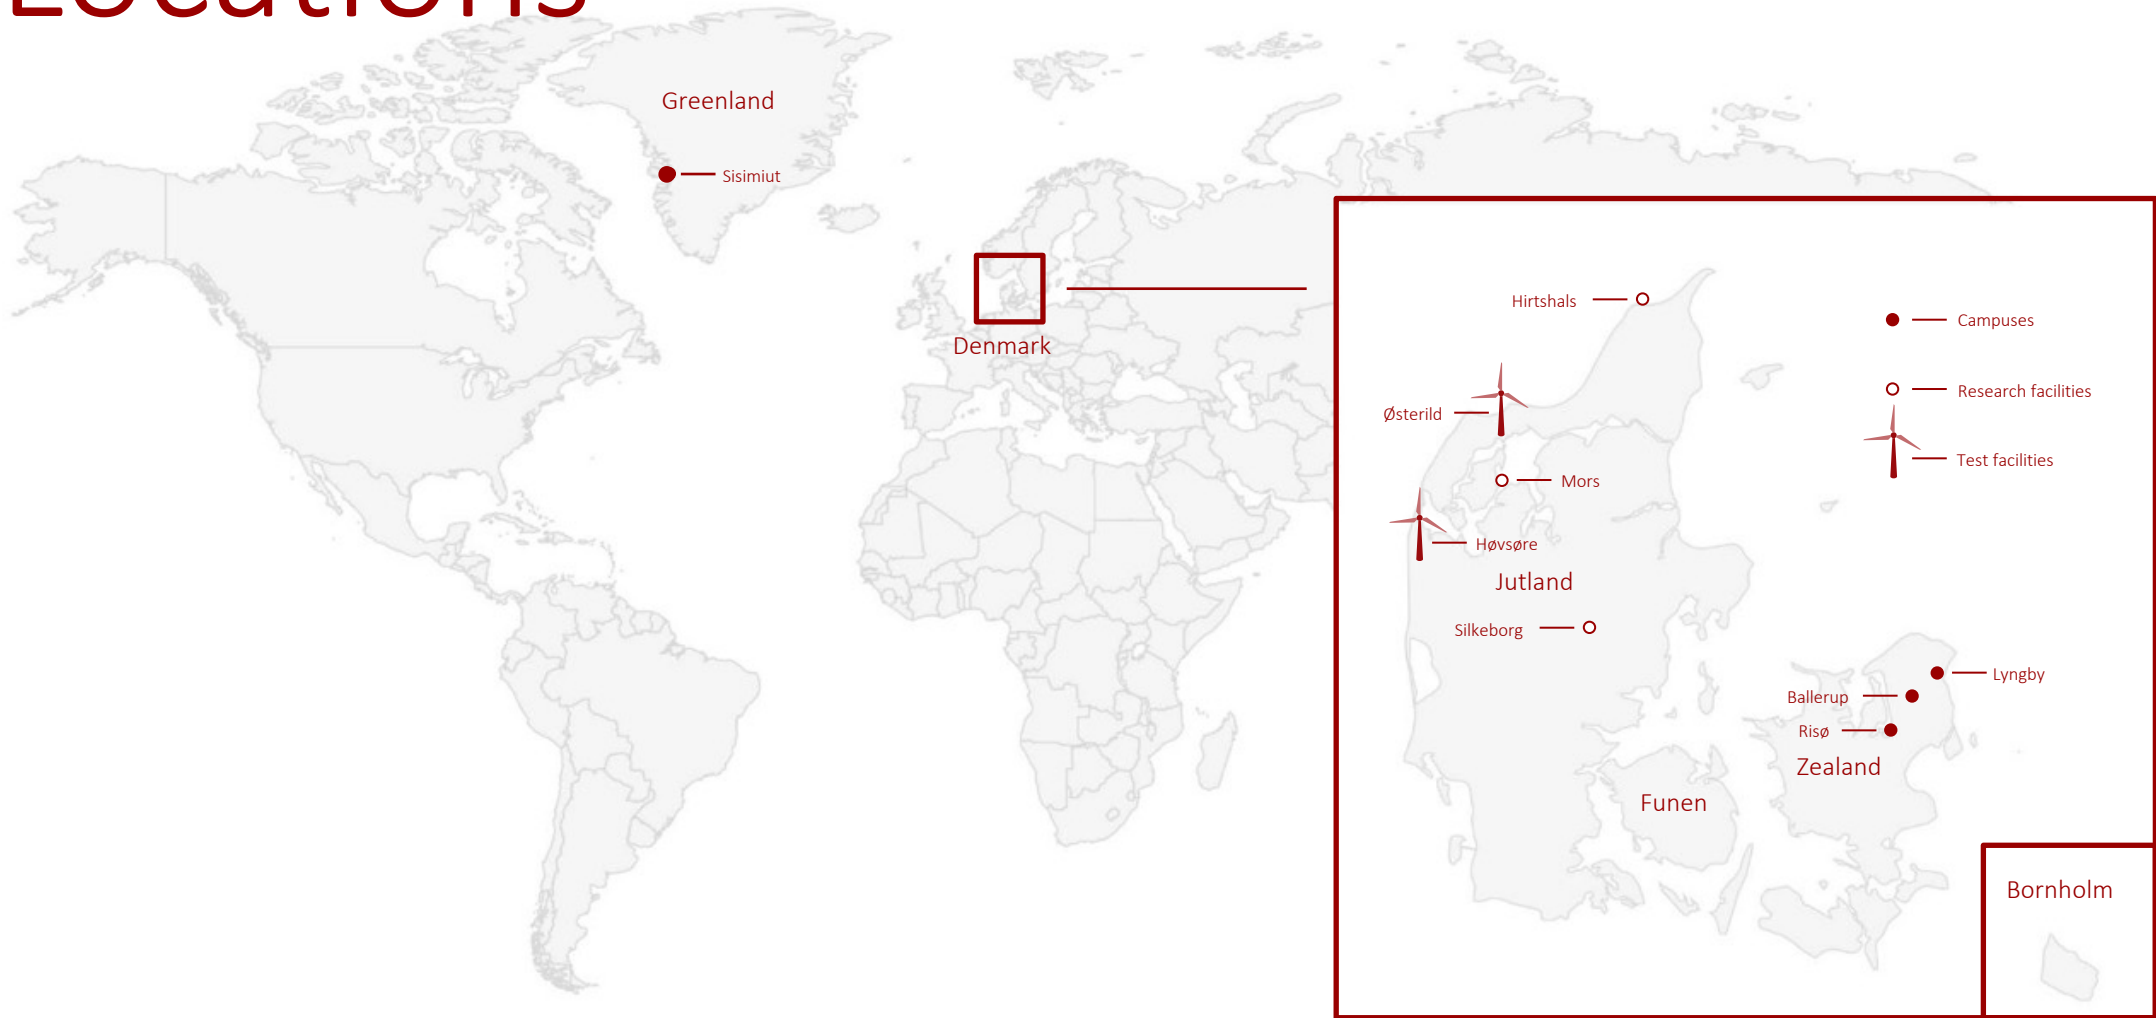 Locations
Greenland
Sisimiut
Denmark
Hirtshals
Campuses
Research facilities
Østerild
Test facilities
Mors
Høvsøre
Jutland
Silkeborg
Lyngby
Ballerup
Risø
Zealand
Funen
Bornholm